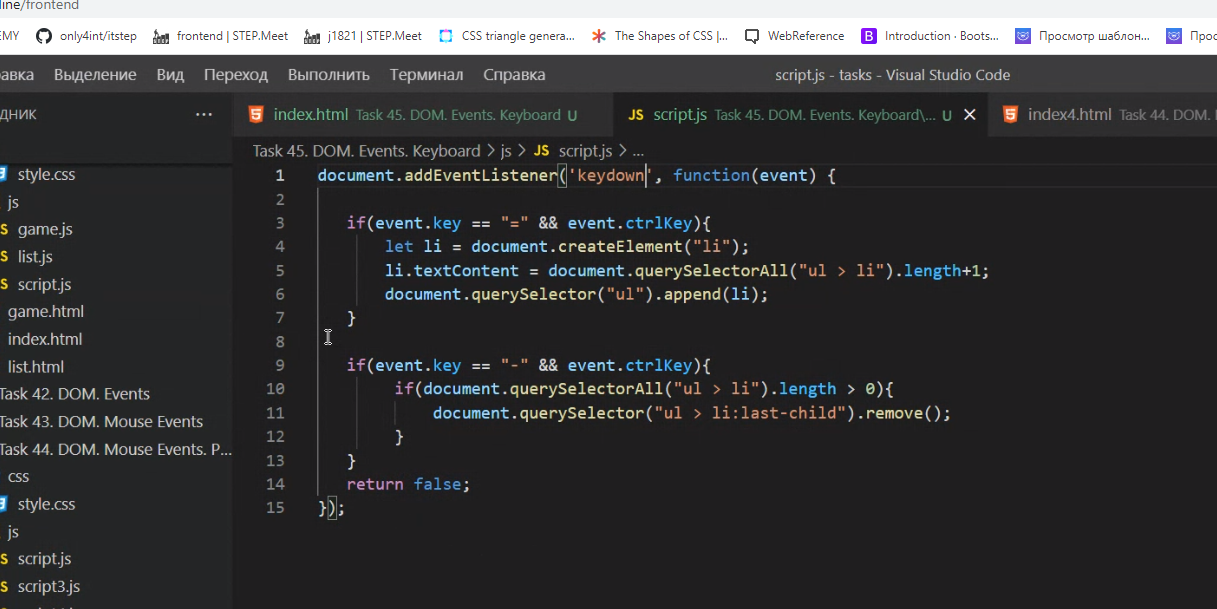 line/frontend
EMY only4int/itstep frontend | STEP.Meet j1821 | STEP.Meet CSS triangle genera... The Shapes of CSS |... WebReference B Introduction · Boots... Просмотр шаблон... Прос
авка Выделение Вид Переход Выполнить Терминал Справка script.js - tasks - Visual Studio Code
ДНИК ... index.html Task 45. DOM. Events. Keyboard U JS script.js Task 45. DOM. Events. Keyboard\... U index4.html Task 44. DOM.
Task 45. DOM. Events. Keyboard > js > JS script.js > ...
style.css
js
S game.js
S list.js
S script.js
game.html
index.html
list.html
Task 42. DOM. Events
Task 43. DOM. Mouse Events
Task 44. DOM. Mouse Events. P...
css
style.css
js
S script.js
S script3.js
1 document.addEventListener('keydown', function(event) {
2
3 if(event.key == "=" && event.ctrlKey){
4 let li = document.createElement("li");
5 li.textContent = document.querySelectorAll("ul > li").length+1;
6 document.querySelector("ul").append(li);
7 }
8
9 if(event.key == "-" && event.ctrlKey){
10 if(document.querySelectorAll("ul > li").length > 0){
11 document.querySelector("ul > li:last-child").remove();
12 }
13 }
14 return false;
15 });